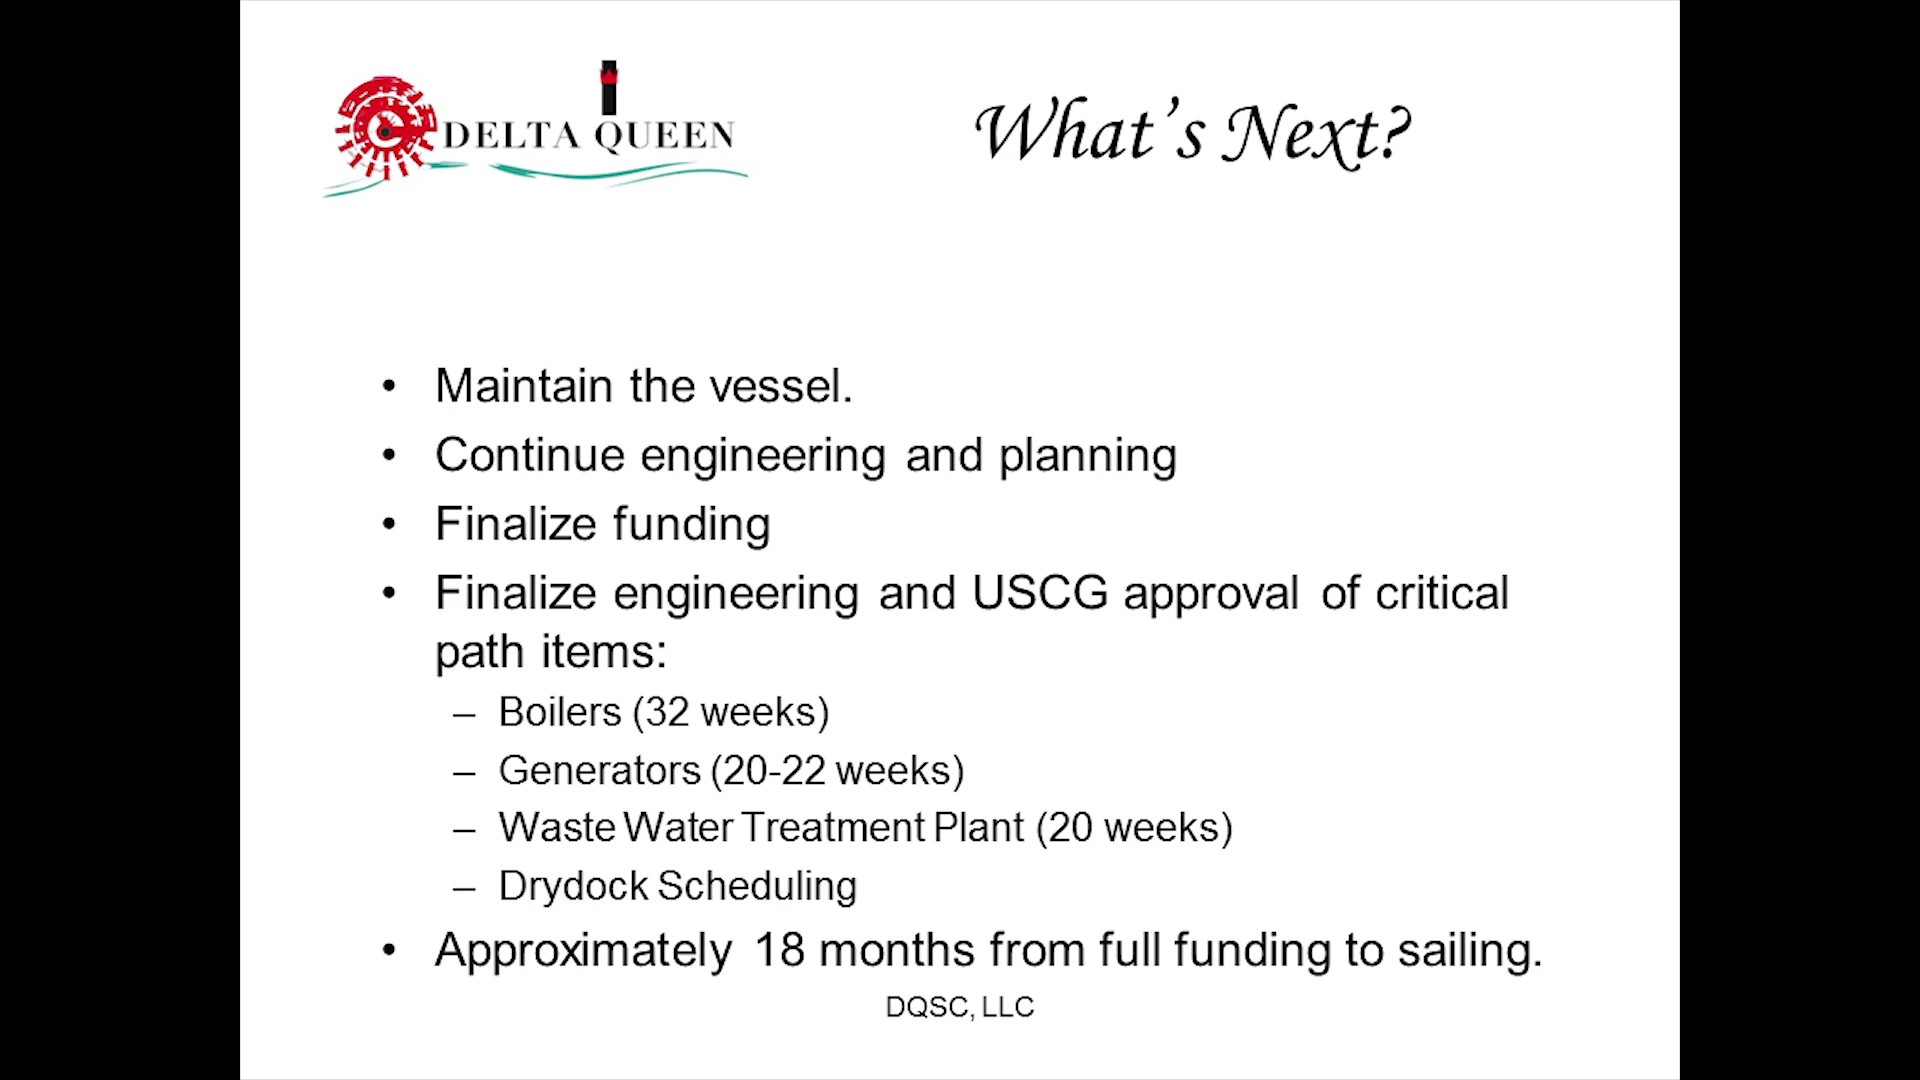 DELTA QUEEN
What's Next?
• Maintain the vessel.
• Continue engineering and planning
• Finalize funding
• Finalize engineering and USCG approval of critical
path items:
– Boilers (32 weeks)
– Generators (20-22 weeks)
– Waste Water Treatment Plant (20 weeks)
– Drydock Scheduling
• Approximately 18 months from full funding to sailing.
DQSC, LLC